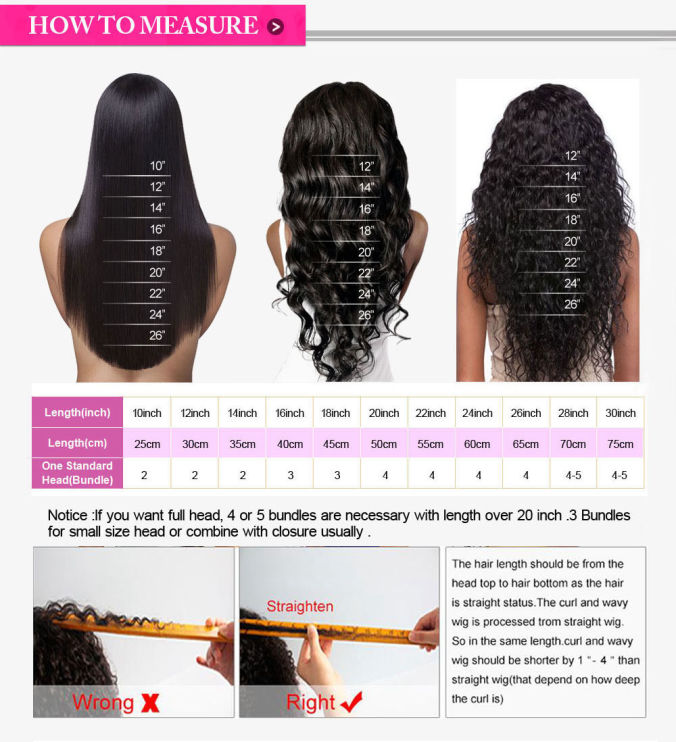 HOW TO MEASURE >
10"
12"
14"
16"
18"
20"
22"
24"
26"
12"
14"
16"
18"
20"
22"
24"
26"
12"
14"
16"
18"
20"
22"
24"
26"
Length(inch) 10inch 12inch 14inch 16inch 18inch 20inch 22inch 24inch 26inch 28inch 30inch
Length(cm) 25cm 30cm 35cm 40cm 45cm 50cm 55cm 60cm 65cm 70cm 75cm
One Standard
Head(Bundle) 2 2 2 3 3 4 4 4 4 4-5 4-5
Notice :If you want full head, 4 or 5 bundles are necessary with length over 20 inch .3 Bundles
for small size head or combine with closure usually .
Wrong
Straighten
Right
The hair length should be from the
head top to hair bottom as the hair
is straight status.The curl and wavy
wig is processed trom straight wig.
So in the same length.curl and wavy
wig should be shorter by 1 "- 4 " than
straight wig(that depend on how deep
the curl is)